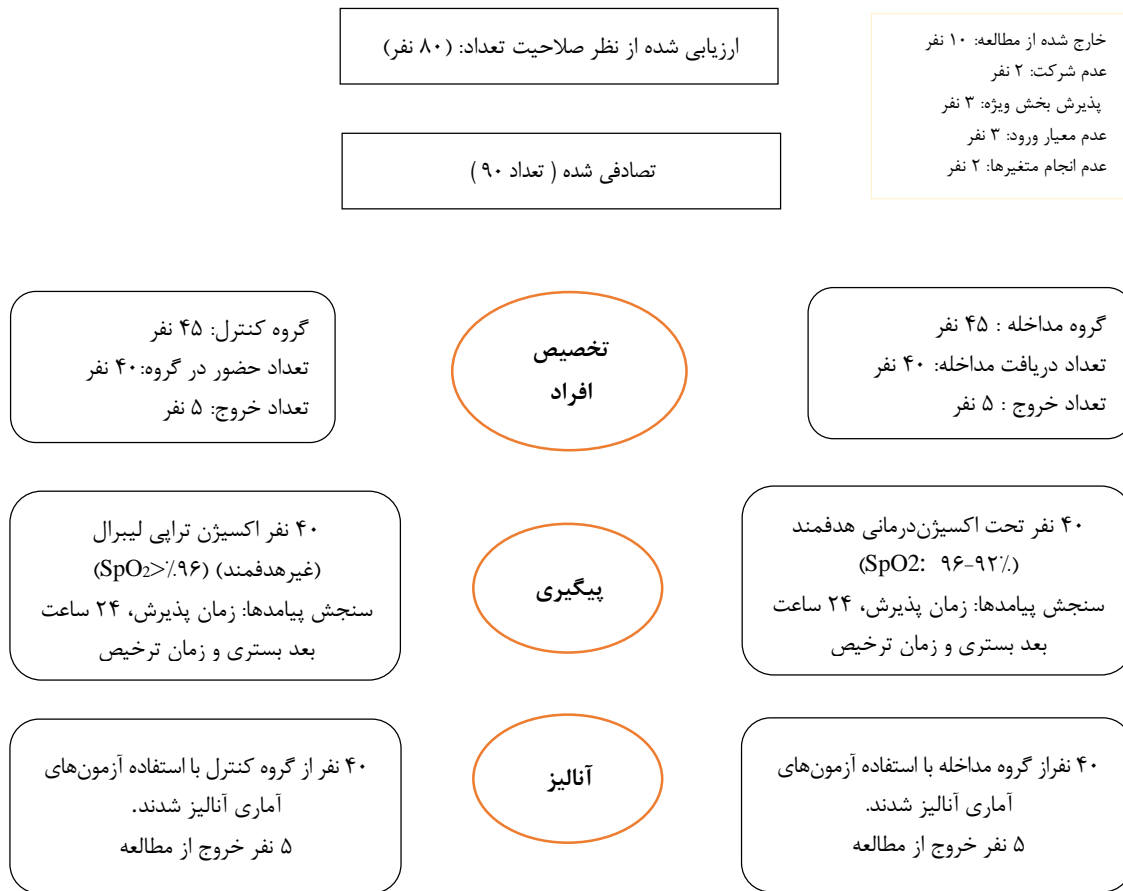 ارزیابی شده از نظر صلاحیت تعداد: (۸۰ نفر)
خارج شده از مطالعه: ۱۰ نفر
عدم شرکت: ۲ نفر
پذیرش بخش ویژه: ۳ نفر
عدم معیار ورود: ۳ نفر
عدم انجام متغیرها: ۲ نفر
تصادفی شده ( تعداد ۹۰ )
گروه مداخله : ۴۵ نفر
تعداد دریافت مداخله: ۴۰ نفر
تعداد خروج : ۵ نفر
تخصیص
افراد
گروه کنترل: ۴۵ نفر
تعداد حضور در گروه:۴۰ نفر
تعداد خروج: ۵ نفر
۴۰ نفر تحت اکسیژن‌درمانی هدفمند
(SpO2: ۹۶-۹۲٪)
سنجش پیامدها: زمان پذیرش، ۲۴ ساعت
بعد بستری و زمان ترخیص
پیگیری
۴۰ نفر اکسیژن تراپی لیبرال
(غیرهدفمند) (SpO₂>٪۹۶)
سنجش پیامدها: زمان پذیرش، ۲۴ ساعت
بعد بستری و زمان ترخیص
۴۰ نفراز گروه مداخله با استفاده آزمون‌های
آماری آنالیز شدند.
۵ نفر خروج از مطالعه
آنالیز
۴۰ نفر از گروه کنترل با استفاده آزمون‌های
آماری آنالیز شدند.
۵ نفر خروج از مطالعه